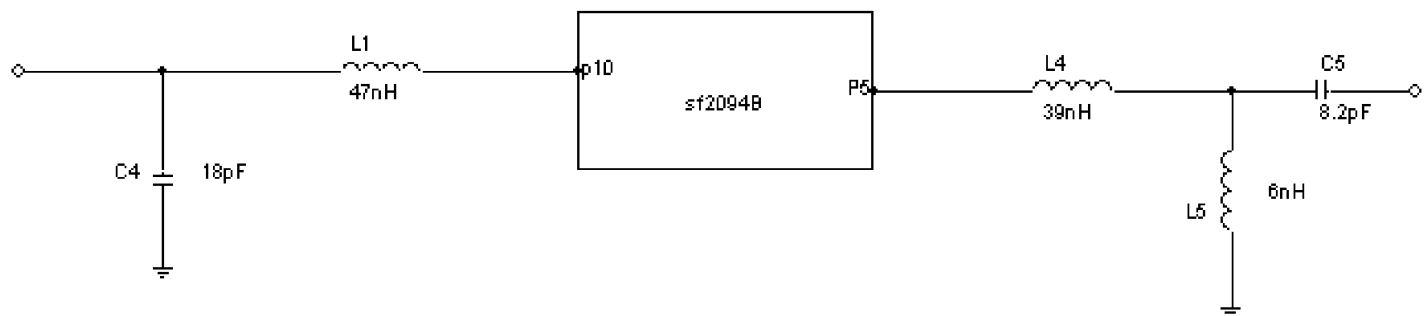 L1
47nH
p10
sf2094B
P5
L4
39nH
C5
8.2pF
C4 18pF
L5 6nH